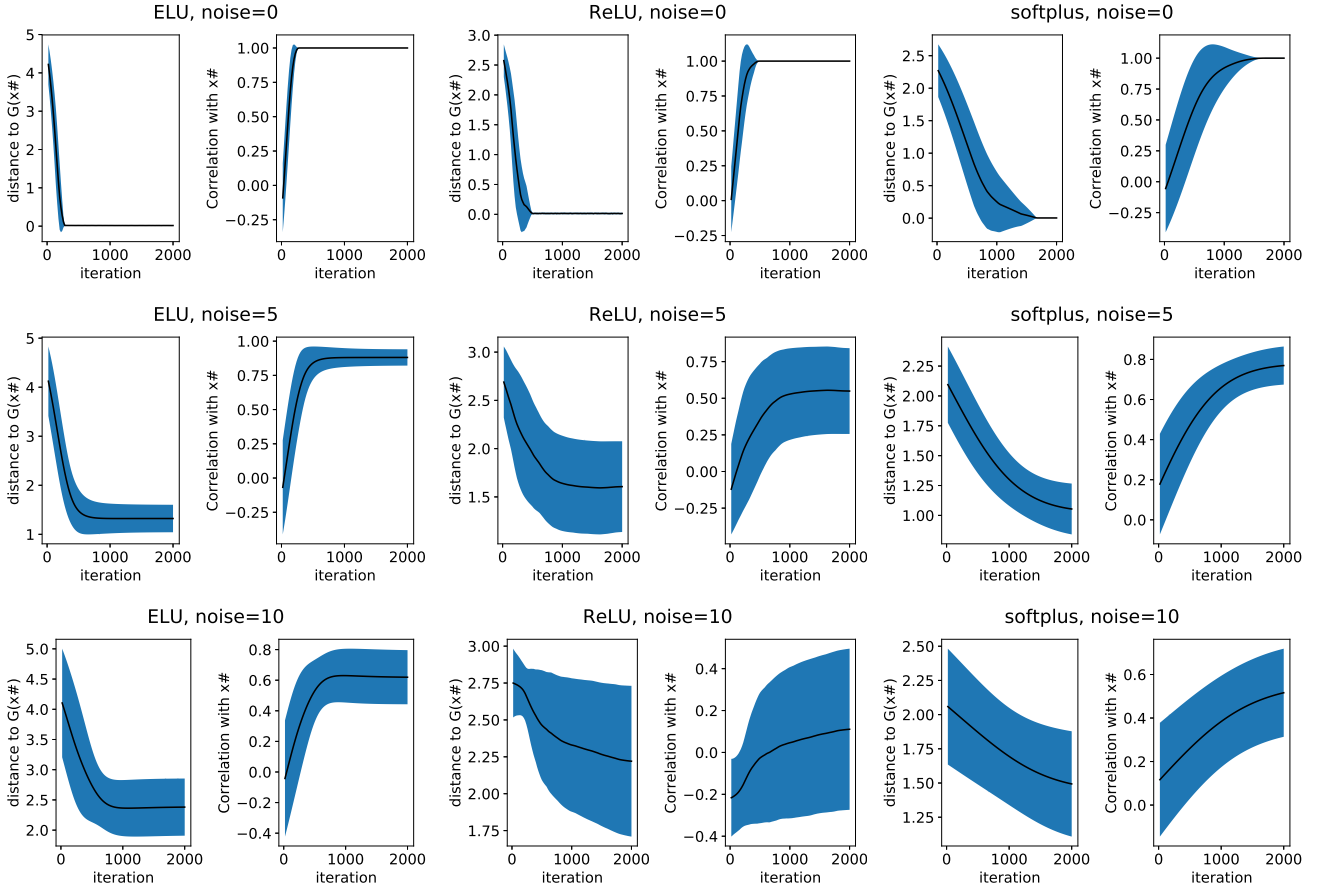 ELU, noise=0
distance to G(x#)
5
4
3
2
1
0
0 1000 2000
iteration
Correlation with x#
1.00
0.75
0.50
0.25
0.00
−0.25
0 1000 2000
iteration
ReLU, noise=0
distance to G(x#)
3.0
2.5
2.0
1.5
1.0
0.5
0.0
0 1000 2000
iteration
Correlation with x#
1.00
0.75
0.50
0.25
0.00
−0.25
0 1000 2000
iteration
softplus, noise=0
distance to G(x#)
2.5
2.0
1.5
1.0
0.5
0.0
0 1000 2000
iteration
Correlation with x#
1.00
0.75
0.50
0.25
0.00
−0.25
0 1000 2000
iteration
ELU, noise=5
distance to G(x#)
5
4
3
2
1
0 1000 2000
iteration
Correlation with x#
1.00
0.75
0.50
0.25
0.00
−0.25
0 1000 2000
iteration
ReLU, noise=5
distance to G(x#)
3.0
2.5
2.0
1.5
0 1000 2000
iteration
Correlation with x#
0.75
0.50
0.25
0.00
−0.25
0 1000 2000
iteration
softplus, noise=5
distance to G(x#)
2.25
2.00
1.75
1.50
1.25
1.00
0 1000 2000
iteration
Correlation with x#
0.8
0.6
0.4
0.2
0.0
0 1000 2000
iteration
ELU, noise=10
distance to G(x#)
5.0
4.5
4.0
3.5
3.0
2.5
2.0
0 1000 2000
iteration
Correlation with x#
0.8
0.6
0.4
0.2
0.0
−0.2
−0.4
0 1000 2000
iteration
ReLU, noise=10
distance to G(x#)
3.00
2.75
2.50
2.25
2.00
1.75
0 1000 2000
iteration
Correlation with x#
0.4
0.2
0.0
−0.2
−0.4
0 1000 2000
iteration
softplus, noise=10
distance to G(x#)
2.50
2.25
2.00
1.75
1.50
1.25
0 1000 2000
iteration
Correlation with x#
0.6
0.4
0.2
0.0
0 1000 2000
iteration